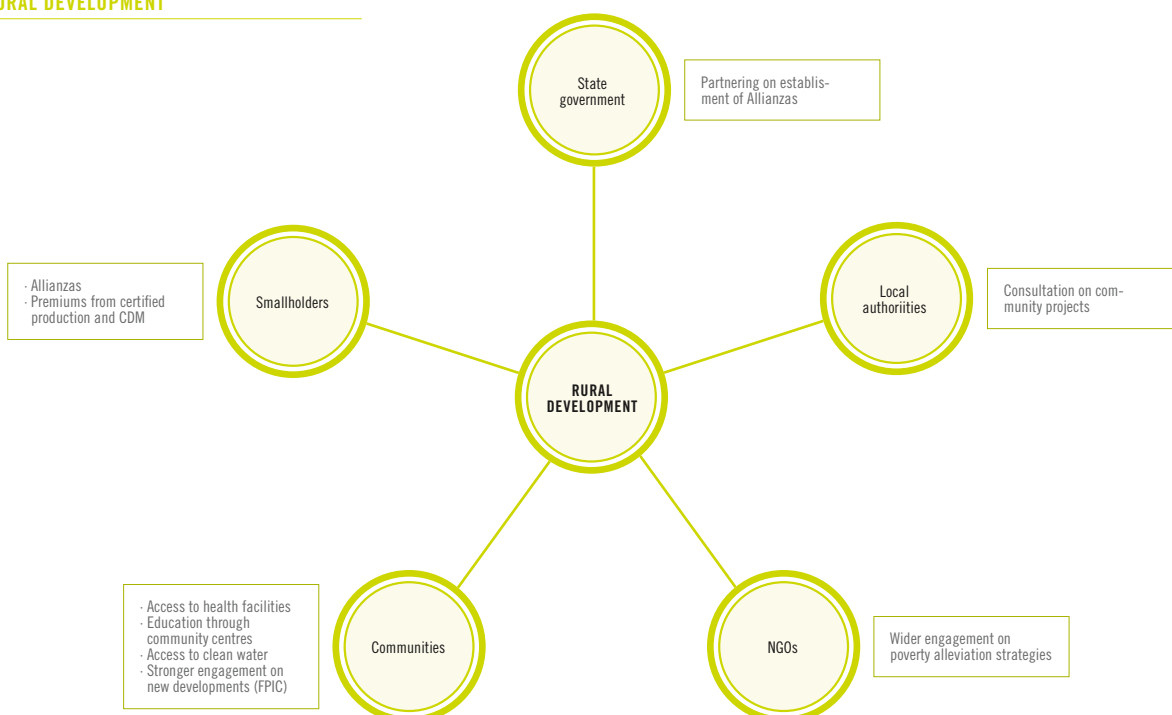 RURAL DEVELOPMENT
State
government
Partnering on establis-
ment of Allianzas
Local
authoriities
Consultation on com-
munity projects
· Allianzas
· Premiums from certified
production and CDM
Smallholders
RURAL
DEVELOPMENT
· Access to health facilities
· Education through
community centres
· Access to clean water
· Stronger engagement on
new developments (FPIC)
Communities
NGOs
Wider engagement on
poverty alleviation strategies